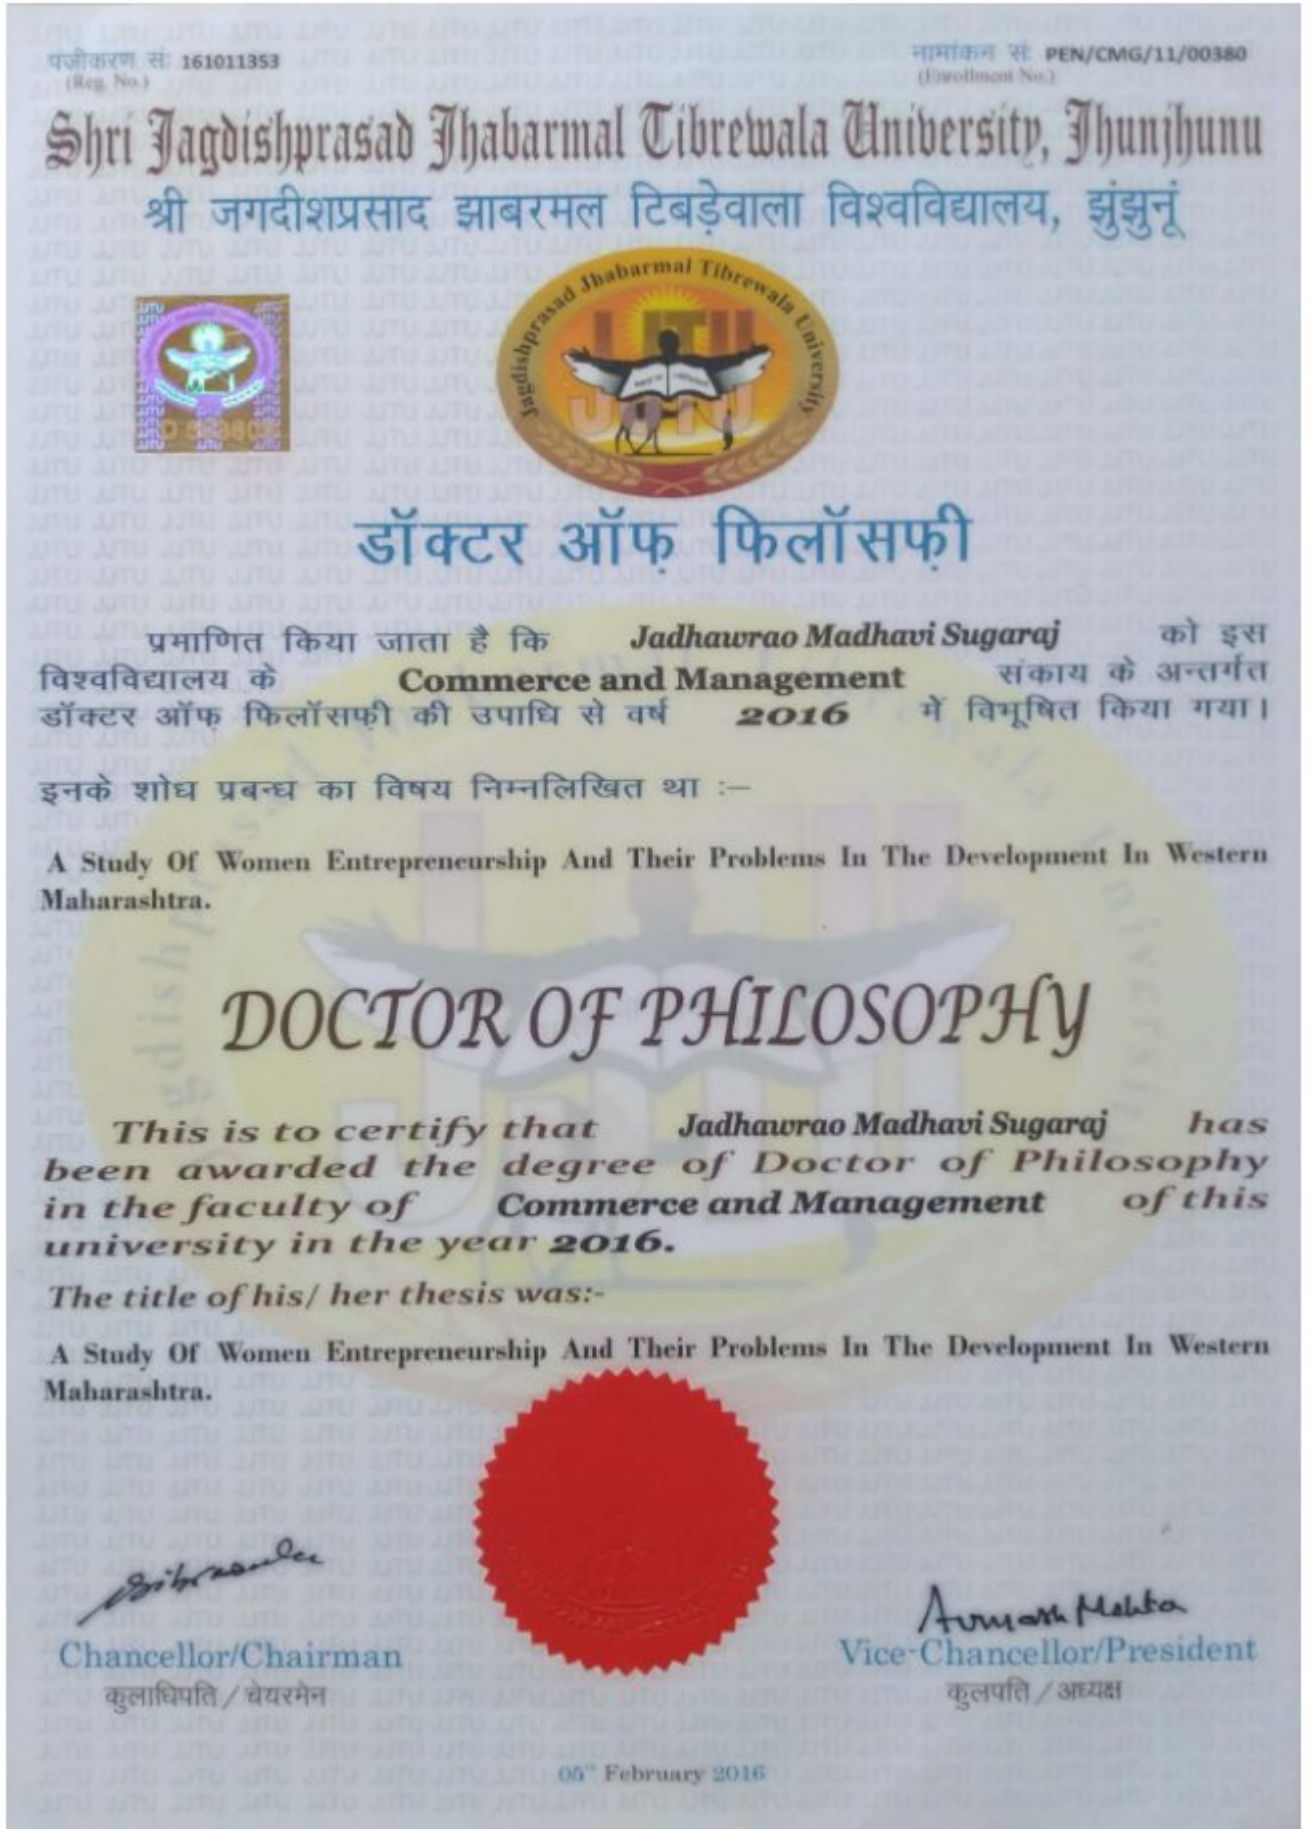 पंजीकरण सं: 161011353
(Reg. No.)
नामांकन सं: PEN/CMG/11/00380
(Enrollment No.)
Shri Jagdishprasad Jhabarmal Tibrewala University, Jhunjhunu
श्री जगदीशप्रसाद झाबरमल टिबड़ेवाला विश्वविद्यालय, झुंझुनूं
Jagdishprasad Jhabarmal Tibrewala University
JJTU
डॉक्टर ऑफ़ फिलॉसफ़ी
प्रमाणित किया जाता है कि Jadhawrao Madhavi Sugaraj को इस
विश्वविद्यालय के Commerce and Management संकाय के अन्तर्गत
डॉक्टर ऑफ़ फिलॉसफ़ी की उपाधि से वर्ष 2016 में विभूषित किया गया।
इनके शोध प्रबन्ध का विषय निम्नलिखित था :–
A Study Of Women Entrepreneurship And Their Problems In The Development In Western
Maharashtra.
DOCTOR OF PHILOSOPHY
This is to certify that Jadhawrao Madhavi Sugaraj has
been awarded the degree of Doctor of Philosophy
in the faculty of Commerce and Management of this
university in the year 2016.
The title of his/ her thesis was:-
A Study Of Women Entrepreneurship And Their Problems In The Development In Western
Maharashtra.
Avinash Mehta
Chancellor/Chairman
कुलाधिपति / चेयरमेन
Vice-Chancellor/President
कुलपति / अध्यक्ष
05th February 2016